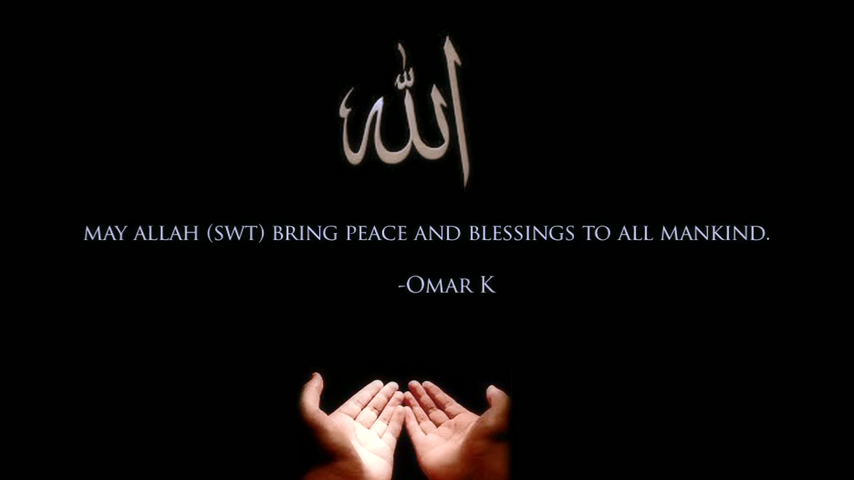 الله
MAY ALLAH (SWT) BRING PEACE AND BLESSINGS TO ALL MANKIND.
-OMAR K